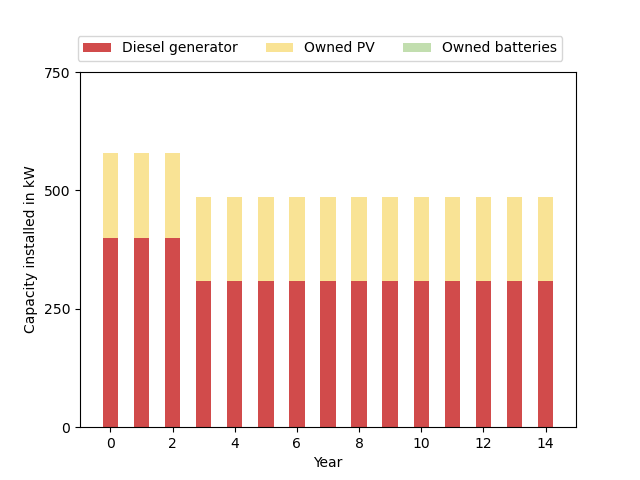 Diesel generator Owned PV Owned batteries
750
500
250
0
Capacity installed in kW
0 2 4 6 8 10 12 14
Year